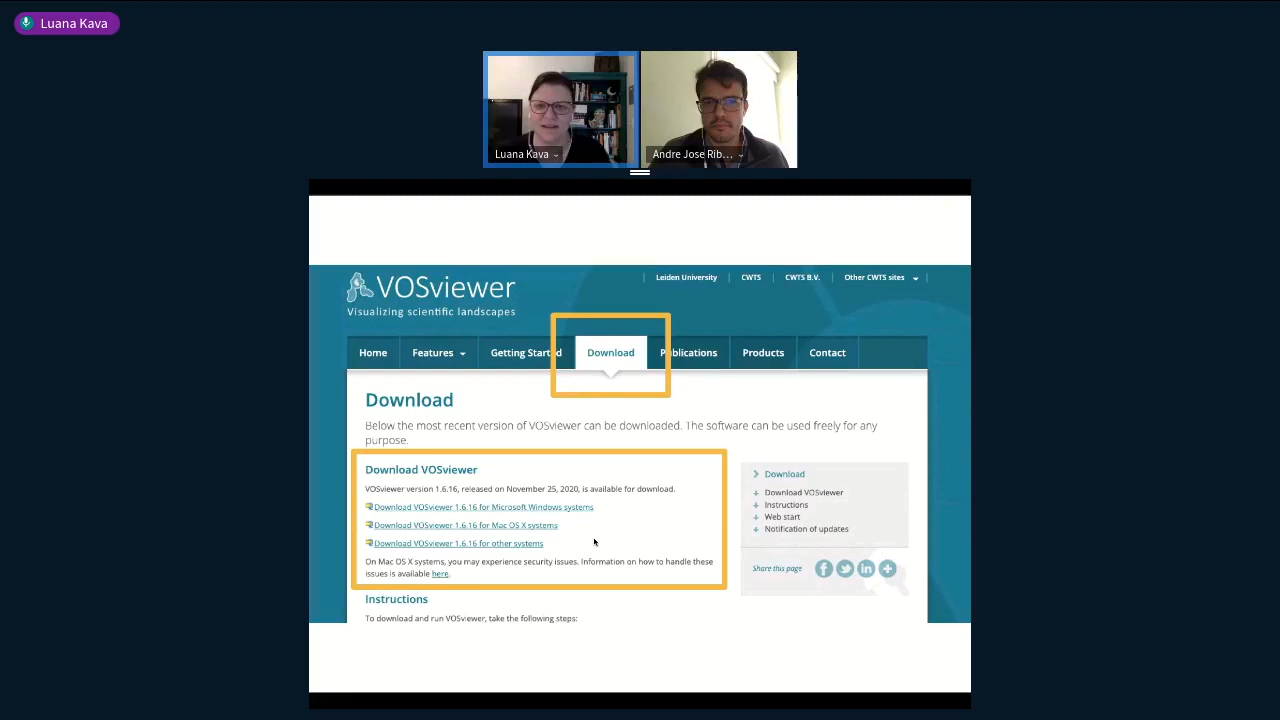 Luana Kava
Luana Kava
Andre Jose Rib...
VOSviewer
Visualizing scientific landscapes
Leiden University
CWTS
CWTS B.V.
Other CWTS sites
Home
Features
Getting Started
Download
Publications
Products
Contact
Download
Below the most recent version of VOSviewer can be downloaded. The software can be used freely for any
purpose.
Download VOSviewer
VOSviewer version 1.6.16, released on November 25, 2020, is available for download.
Download VOSviewer 1.6.16 for Microsoft Windows systems
Download VOSviewer 1.6.16 for Mac OS X systems
Download VOSviewer 1.6.16 for other systems
On Mac OS X systems, you may experience security issues. Information on how to handle these
issues is available here.
Instructions
To download and run VOSviewer, take the following steps:
Download
Download VOSviewer
Instructions
Web start
Notification of updates
Share this page